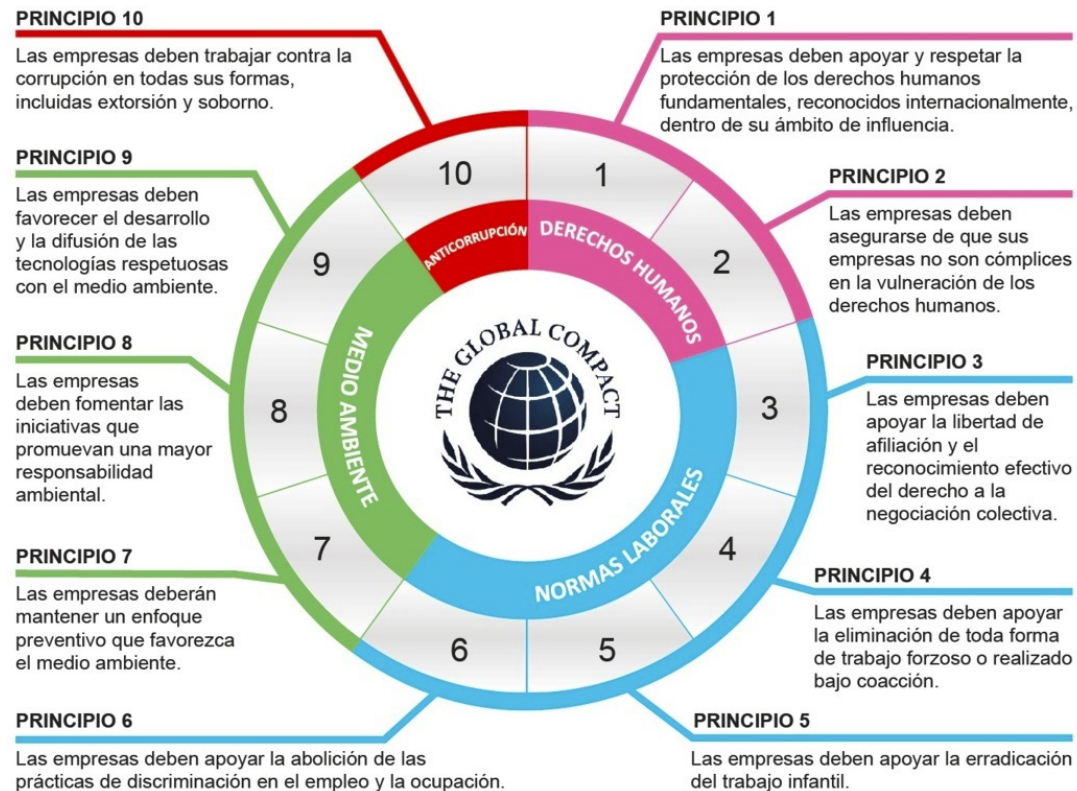 PRINCIPIO 10
Las empresas deben trabajar contra la
corrupción en todas sus formas,
incluidas extorsión y soborno.
PRINCIPIO 1
Las empresas deben apoyar y respetar la
protección de los derechos humanos
fundamentales, reconocidos internacionalmente,
dentro de su ámbito de influencia.
PRINCIPIO 9
Las empresas deben
favorecer el desarrollo
y la difusión de las
tecnologías respetuosas
con el medio ambiente.
PRINCIPIO 2
Las empresas deben
asegurarse de que sus
empresas no son cómplices
en la vulneración de los
derechos humanos.
PRINCIPIO 8
Las empresas
deben fomentar las
iniciativas que
promuevan una mayor
responsabilidad
ambiental.
PRINCIPIO 3
Las empresas deben
apoyar la libertad de
afiliación y el
reconocimiento efectivo
del derecho a la
negociación colectiva.
PRINCIPIO 7
Las empresas deberán
mantener un enfoque
preventivo que favorezca
el medio ambiente.
PRINCIPIO 4
Las empresas deben apoyar
la eliminación de toda forma
de trabajo forzoso o realizado
bajo coacción.
PRINCIPIO 6
Las empresas deben apoyar la abolición de las
prácticas de discriminación en el empleo y la ocupación.
PRINCIPIO 5
Las empresas deben apoyar la erradicación
del trabajo infantil.
10
1
9
2
8
3
7
4
6
5
ANTICORRUPCIÓN
DERECHOS HUMANOS
MEDIO AMBIENTE
NORMAS LABORALES
THE GLOBAL COMPACT